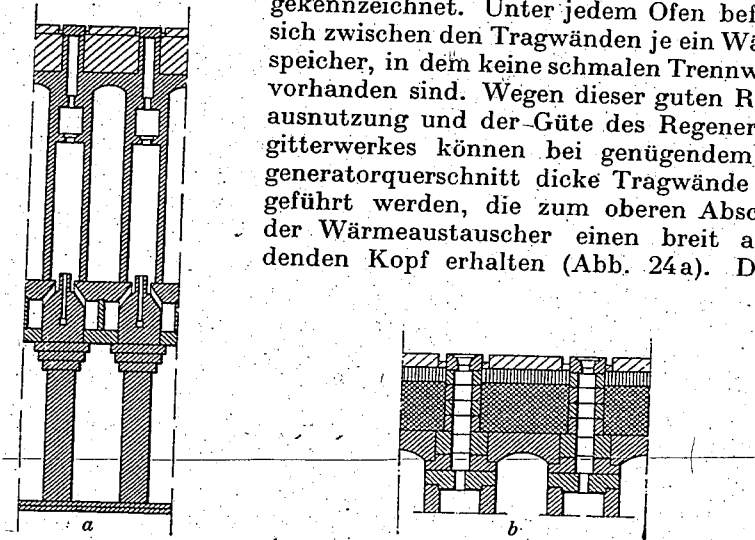 gekennzeichnet. Unter jedem Ofen bef
sich zwischen den Tragwänden je ein Wä
speicher, in dem keine schmalen Trennw
vorhanden sind. Wegen dieser guten R
ausnutzung und der Güte des Regener
gitterwerkes können bei genügendem
generatorquerschnitt dicke Tragwände
geführt werden, die zum oberen Absc
der Wärmeaustauscher einen breit a
denden Kopf erhalten (Abb. 24a). D
a
b